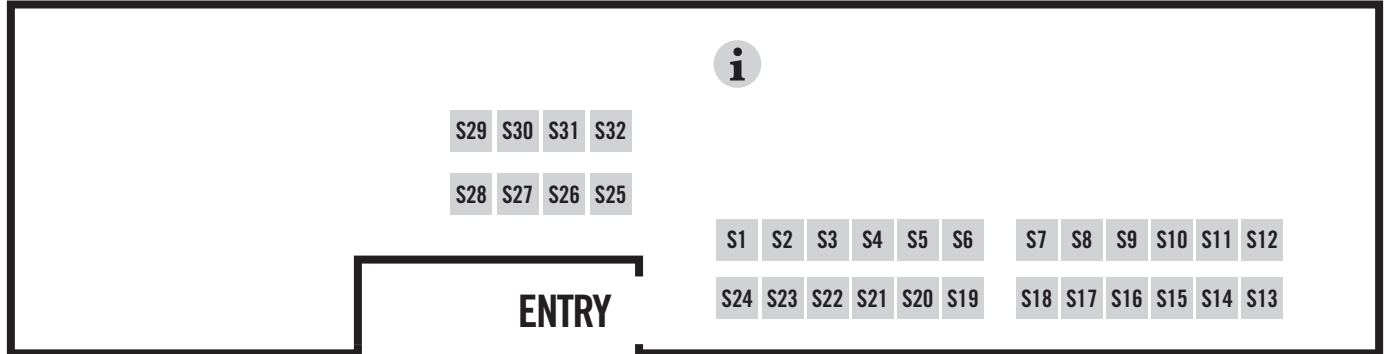 i
S29 S30 S31 S32
S28 S27 S26 S25
S1 S2 S3 S4 S5 S6 S7 S8 S9 S10 S11 S12
S24 S23 S22 S21 S20 S19 S18 S17 S16 S15 S14 S13
ENTRY